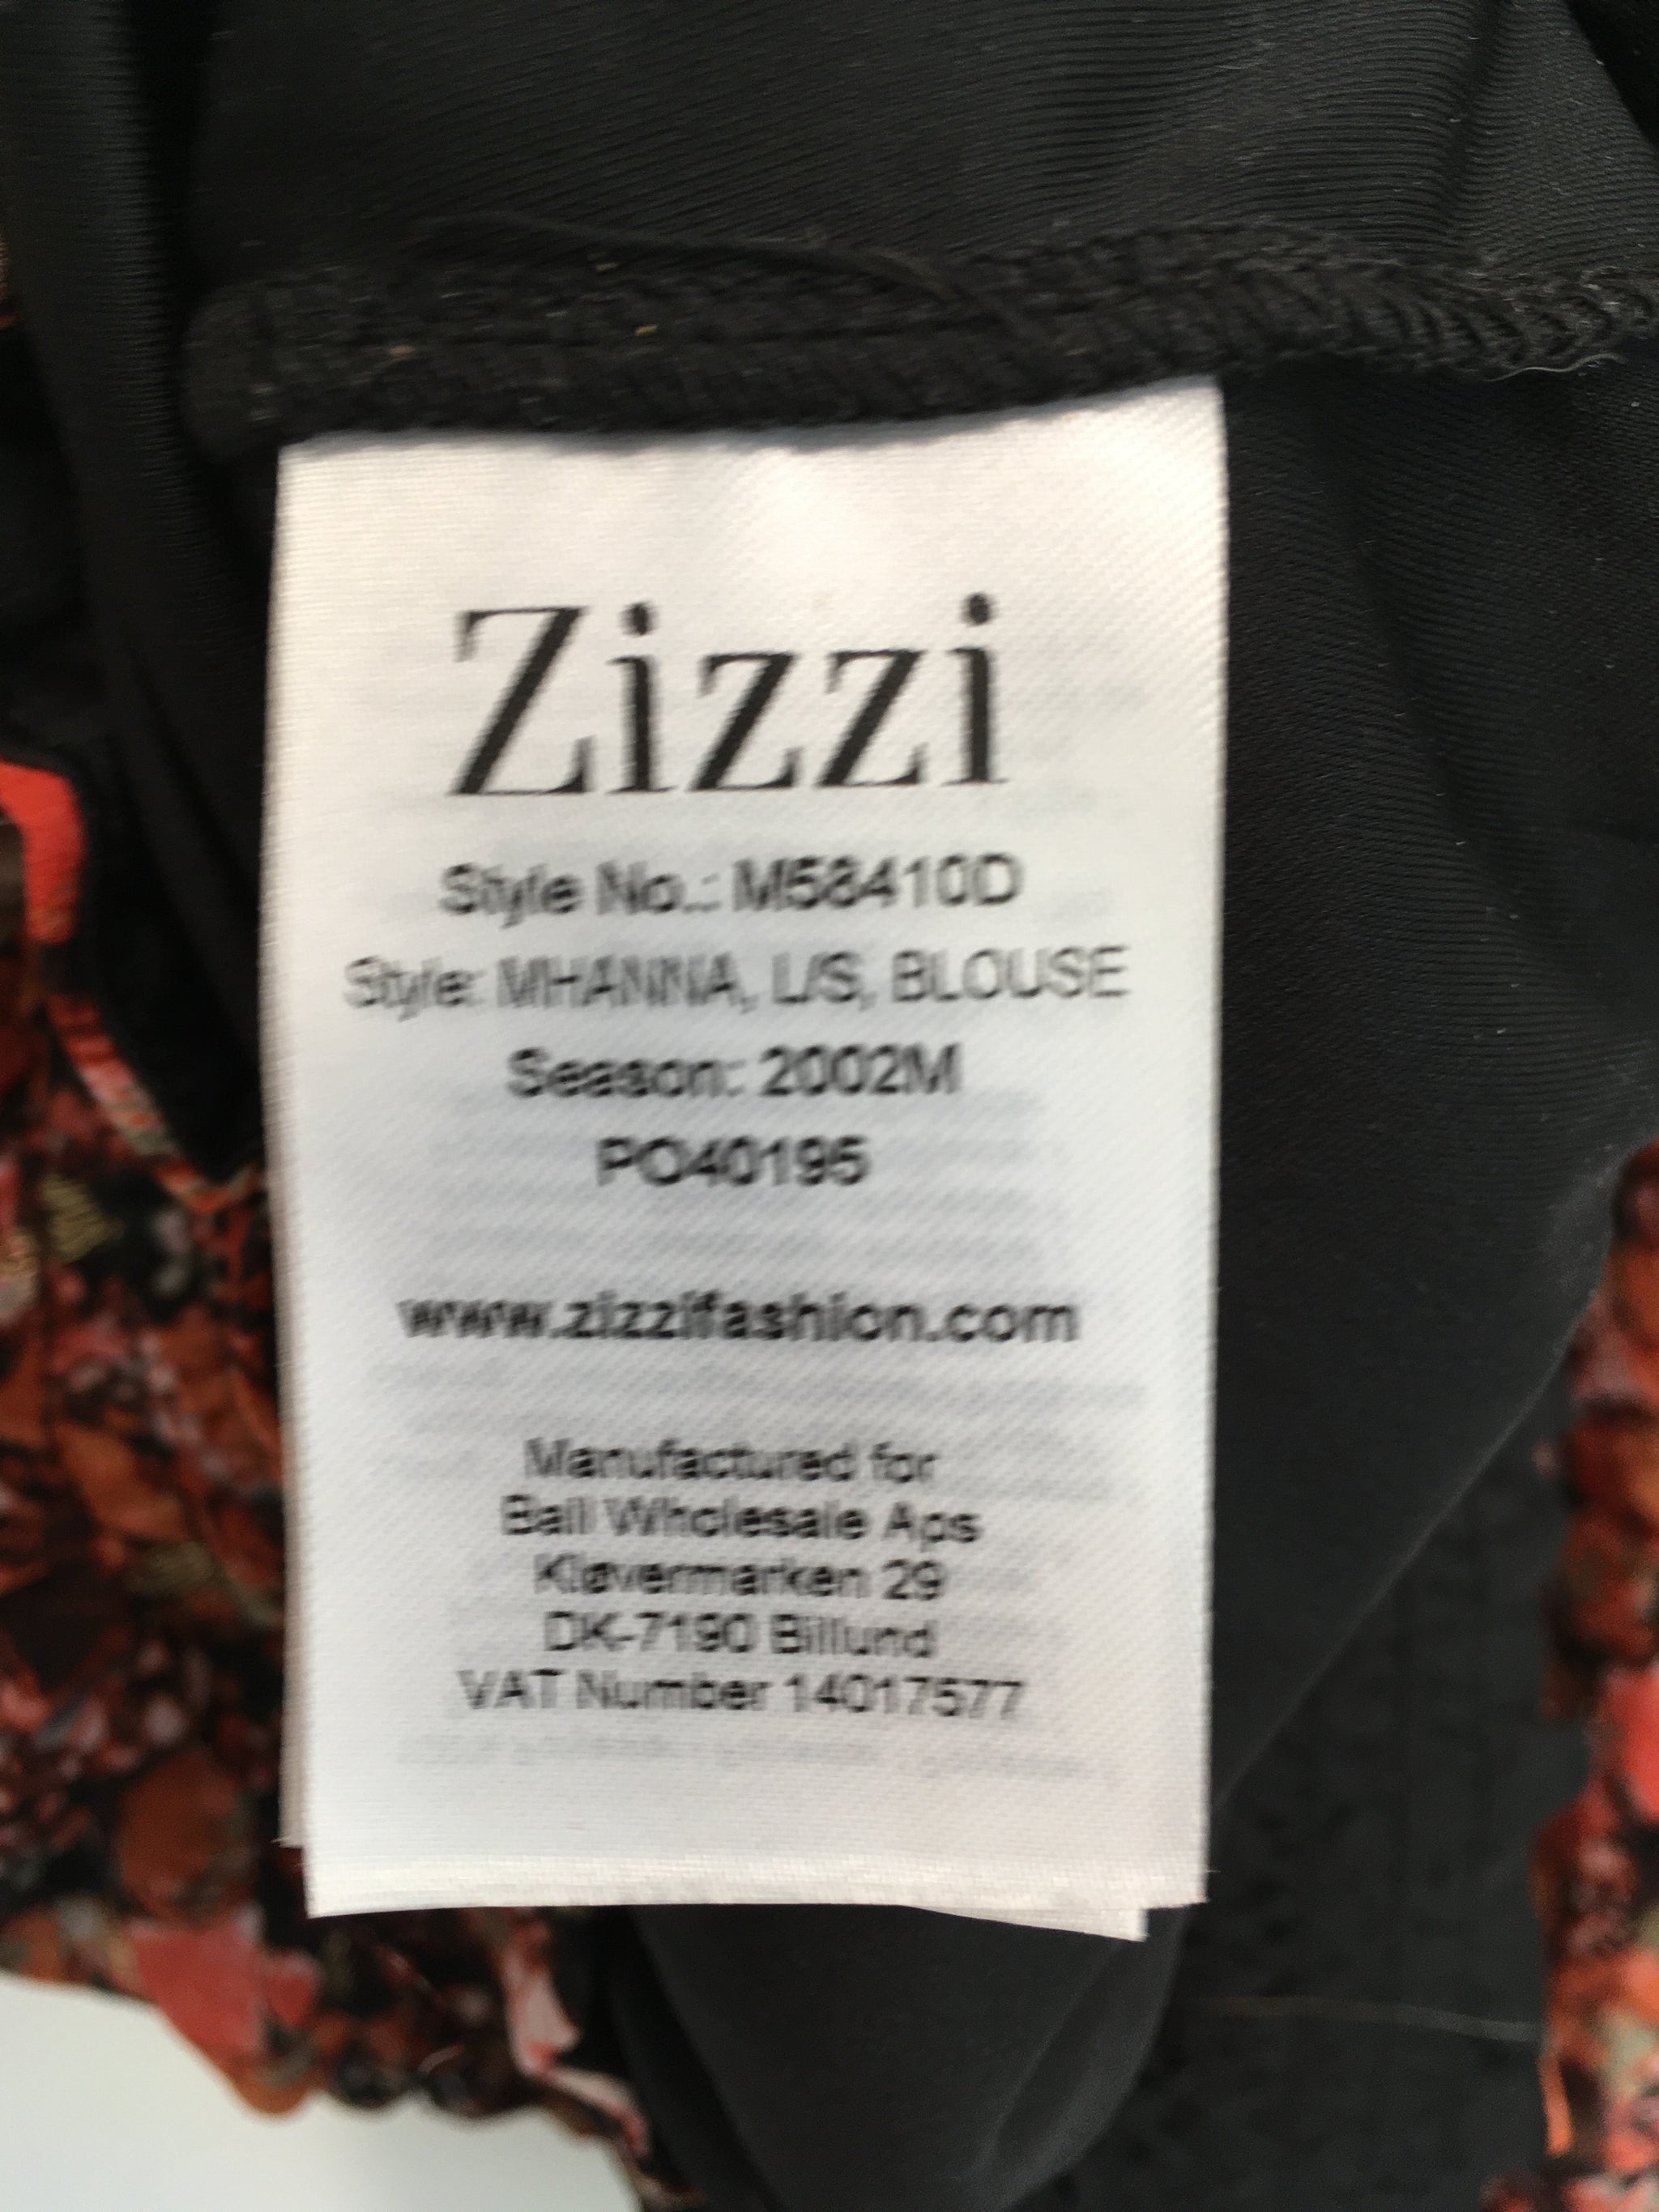 Zizzi
Style No.: M58410D
Style: MHANNA, L/S, BLOUSE
Season: 2002M
PO40195
www.zizzifashion.com
Manufactured for
Ball Wholesale Aps
Kløvermarken 29
DK-7190 Billund
VAT Number 14017577